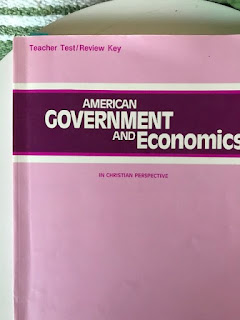 Teacher Test/Review Key
AMERICAN
GOVERNMENT
AND Economics
IN CHRISTIAN PERSPECTIVE